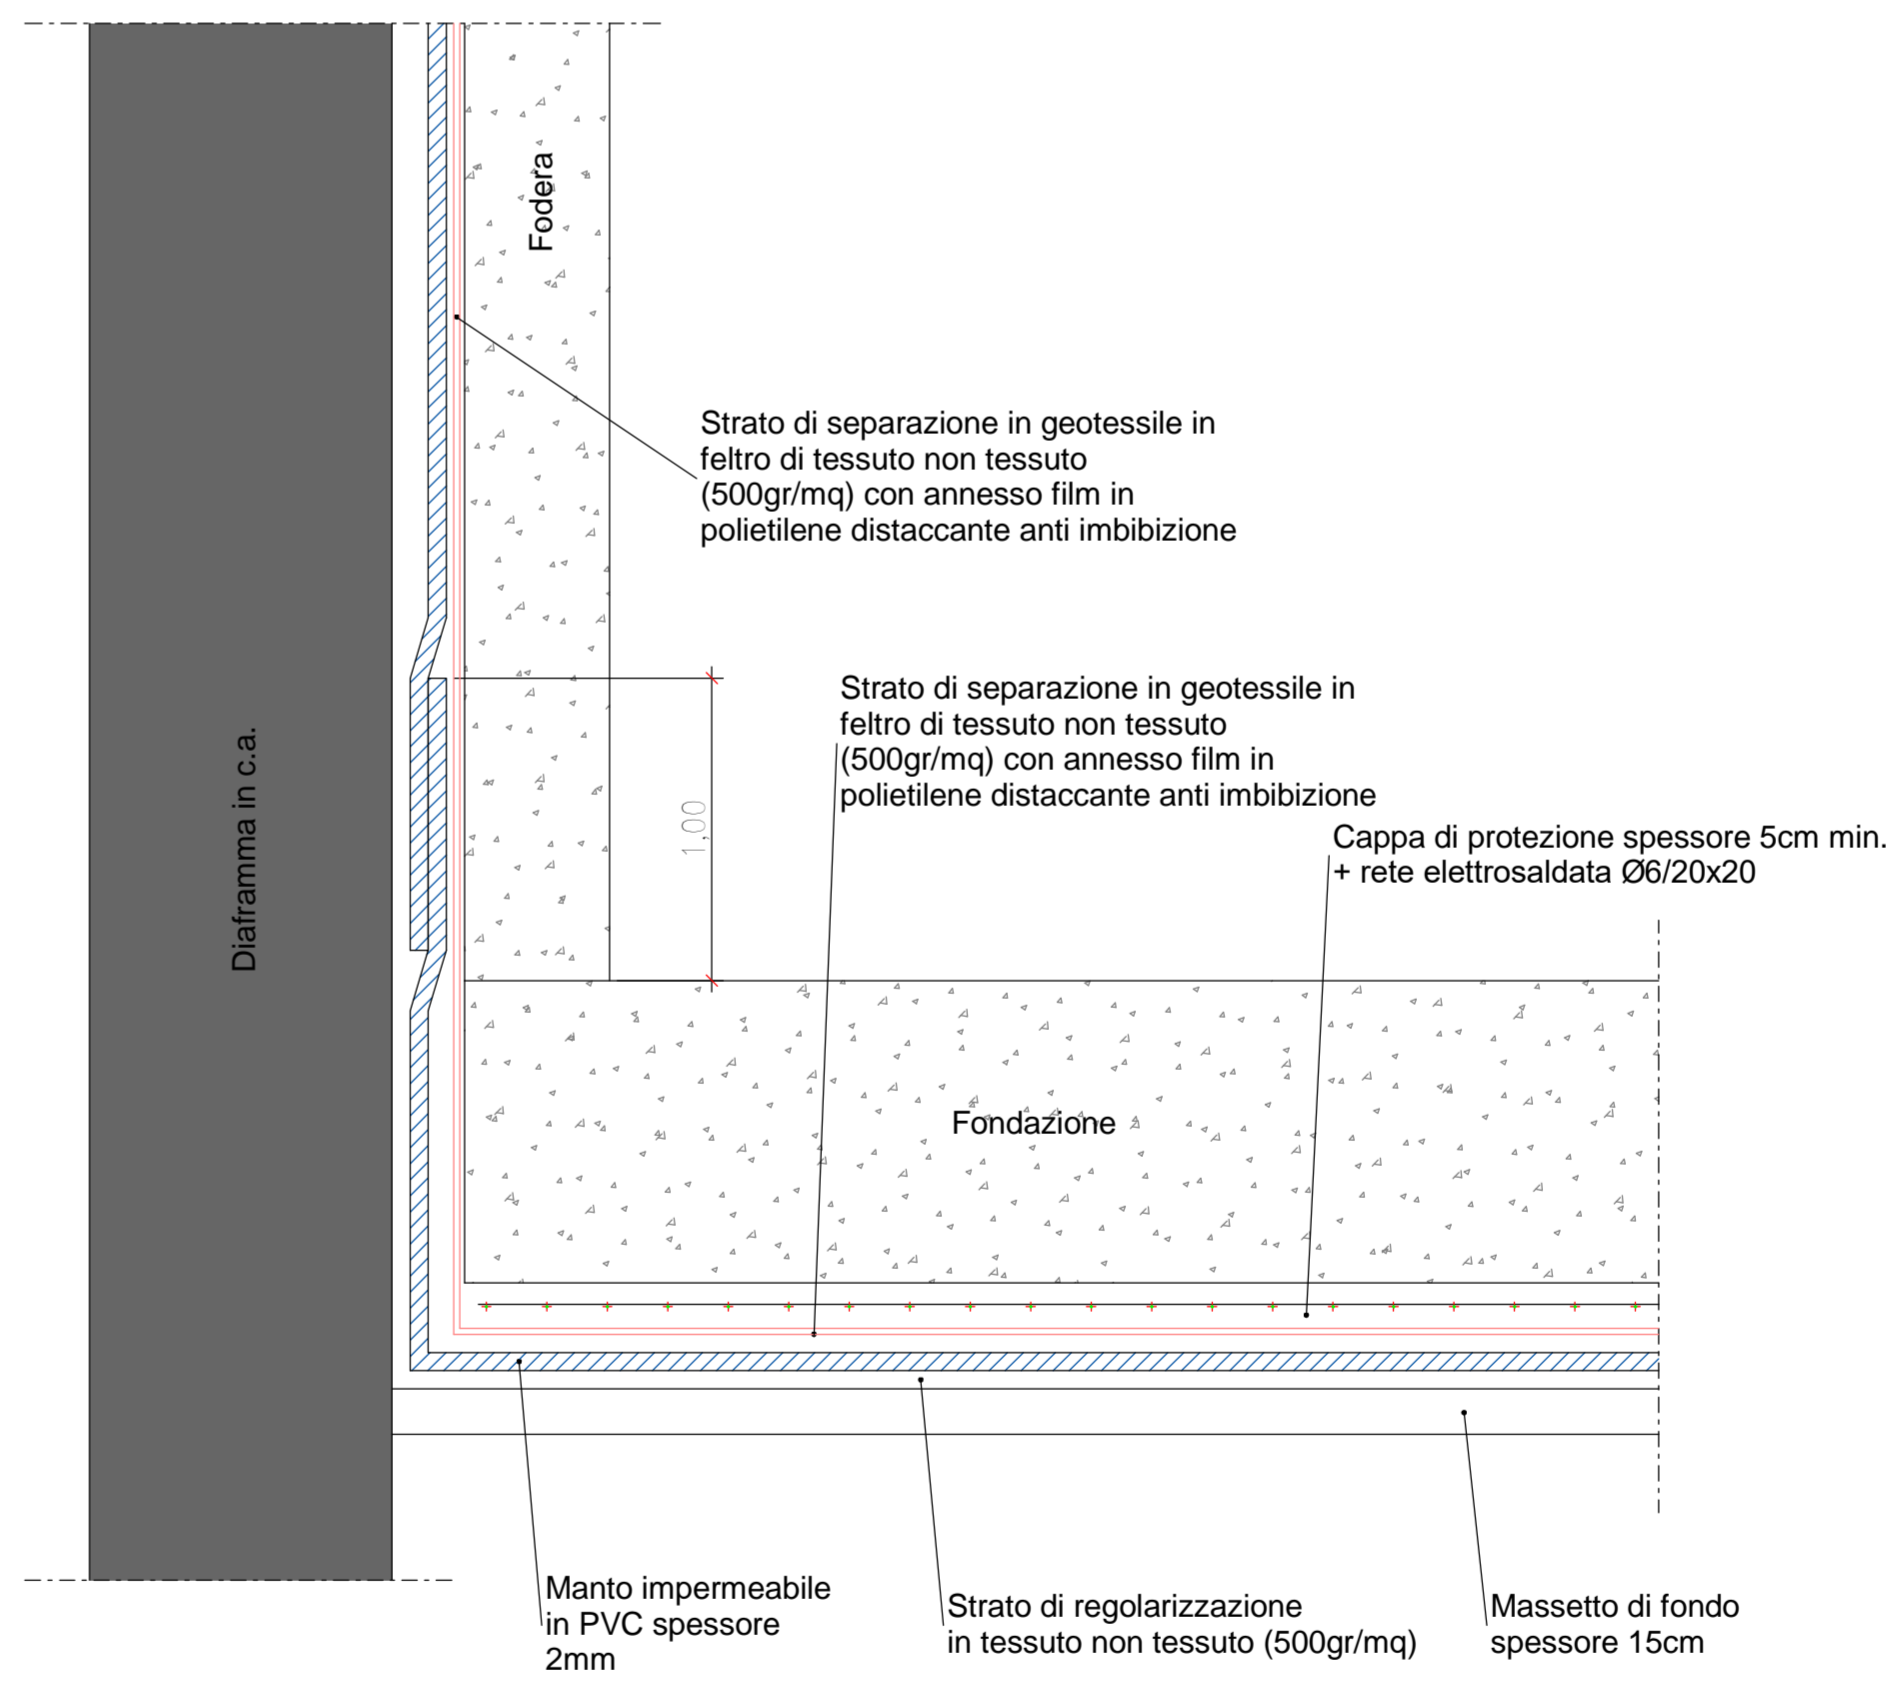 Fodera
Strato di separazione in geotessile in
feltro di tessuto non tessuto
(500gr/mq) con annesso film in
polietilene distaccante anti imbibizione
Strato di separazione in geotessile in
feltro di tessuto non tessuto
(500gr/mq) con annesso film in
polietilene distaccante anti imbibizione
Cappa di protezione spessore 5cm min.
+ rete elettrosaldata Ø6/20x20
Diaframma in c.a.
1,00
Fondazione
Manto impermeabile
in PVC spessore
2mm
Strato di regolarizzazione
in tessuto non tessuto (500gr/mq)
Massetto di fondo
spessore 15cm